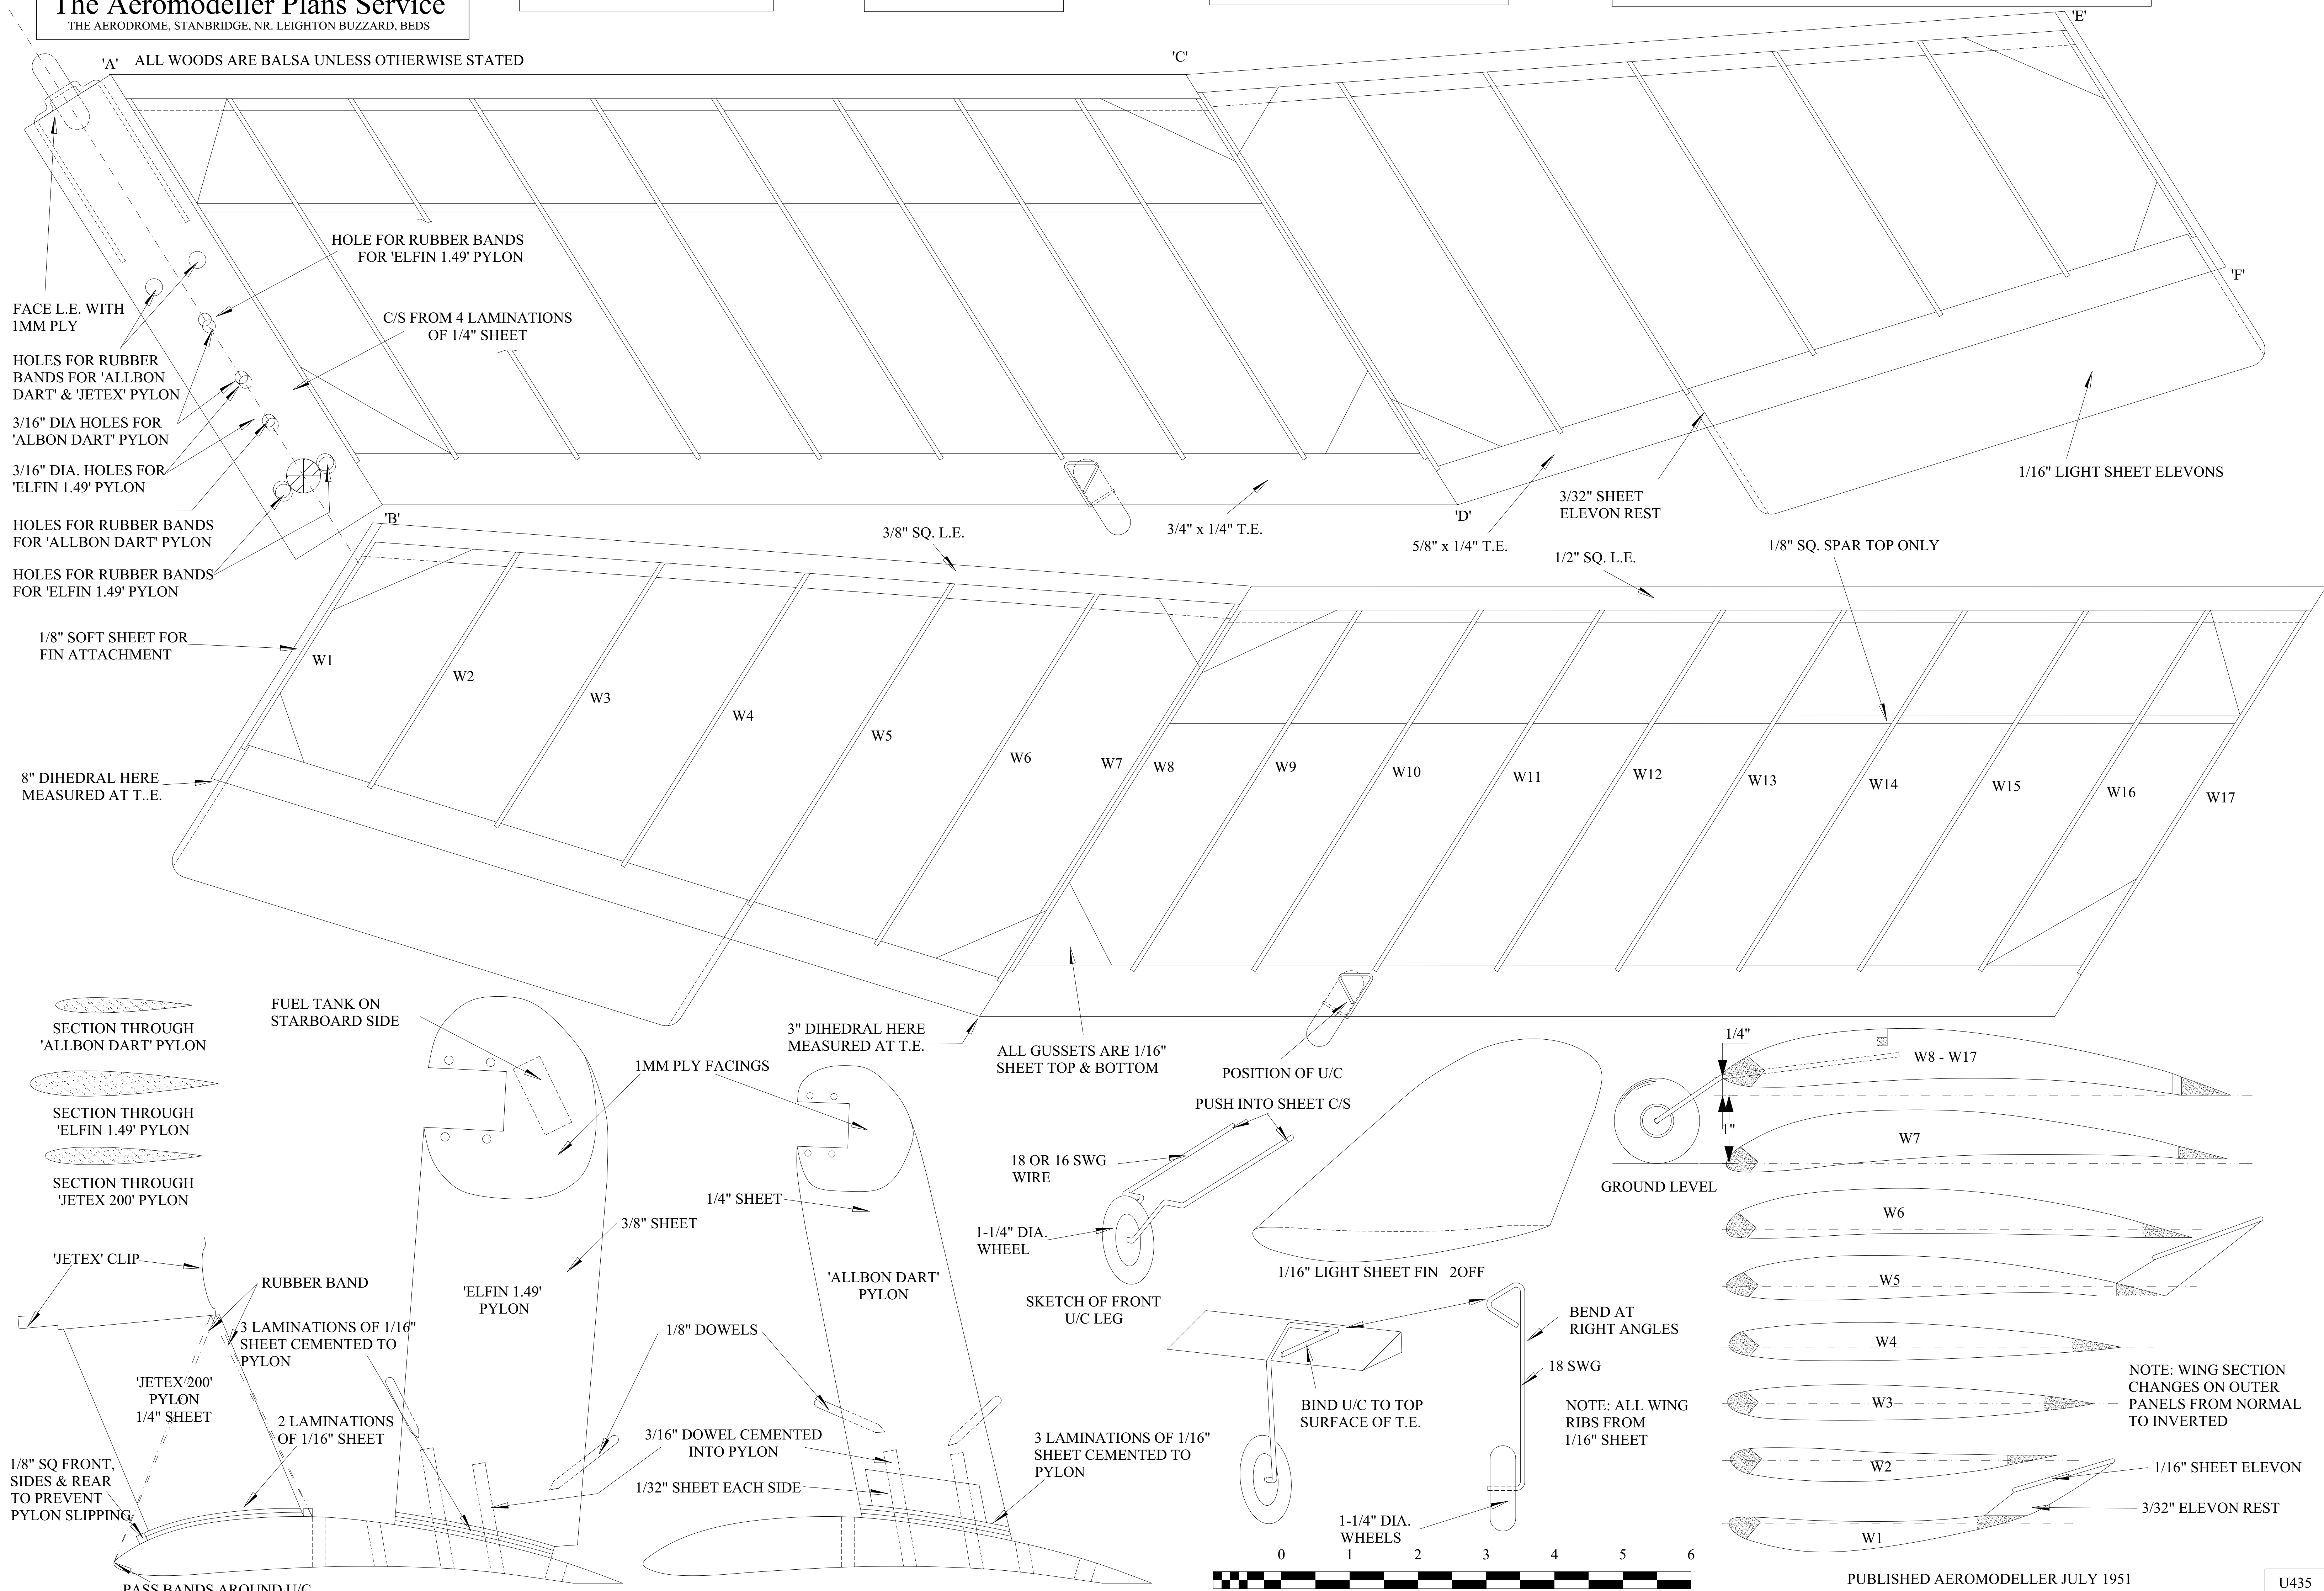 The Aeromodeller Plans Service
THE AERODROME, STANBRIDGE, NR. LEIGHTON BUZZARD, BEDS
'A'
ALL WOODS ARE BALSA UNLESS OTHERWISE STATED
'C'
'E'
HOLE FOR RUBBER BANDS
FOR 'ELFIN 1.49' PYLON
FACE L.E. WITH
1MM PLY
C/S FROM 4 LAMINATIONS
OF 1/4" SHEET
HOLES FOR RUBBER
BANDS FOR 'ALLBON
DART' & 'JETEX' PYLON
3/16" DIA HOLES FOR
'ALBON DART' PYLON
3/16" DIA. HOLES FOR
'ELFIN 1.49' PYLON
HOLES FOR RUBBER BANDS
FOR 'ALLBON DART' PYLON
HOLES FOR RUBBER BANDS
FOR 'ELFIN 1.49' PYLON
'F'
1/16" LIGHT SHEET ELEVONS
3/32" SHEET
ELEVON REST
'B'
3/8" SQ. L.E.
3/4" x 1/4" T.E.
'D'
5/8" x 1/4" T.E.
1/2" SQ. L.E.
1/8" SQ. SPAR TOP ONLY
1/8" SOFT SHEET FOR
FIN ATTACHMENT
W1
W2
W3
W4
W5
W6
W7
W8
W9
W10
W11
W12
W13
W14
W15
W16
W17
8" DIHEDRAL HERE
MEASURED AT T..E.
SECTION THROUGH
'ALLBON DART' PYLON
SECTION THROUGH
'ELFIN 1.49' PYLON
SECTION THROUGH
'JETEX 200' PYLON
FUEL TANK ON
STARBOARD SIDE
3" DIHEDRAL HERE
MEASURED AT T.E.
1MM PLY FACINGS
ALL GUSSETS ARE 1/16"
SHEET TOP & BOTTOM
POSITION OF U/C
PUSH INTO SHEET C/S
18 OR 16 SWG
WIRE
1/4" SHEET
3/8" SHEET
1-1/4" DIA.
WHEEL
'JETEX' CLIP
RUBBER BAND
'ELFIN 1.49'
PYLON
'ALLBON DART'
PYLON
SKETCH OF FRONT
U/C LEG
1/16" LIGHT SHEET FIN 2OFF
3 LAMINATIONS OF 1/16"
SHEET CEMENTED TO
PYLON
1/8" DOWELS
'JETEX 200'
PYLON
1/4" SHEET
2 LAMINATIONS
OF 1/16" SHEET
3/16" DOWEL CEMENTED
INTO PYLON
1/32" SHEET EACH SIDE
3 LAMINATIONS OF 1/16"
SHEET CEMENTED TO
PYLON
1/8" SQ FRONT,
SIDES & REAR
TO PREVENT
PYLON SLIPPING
PASS BANDS AROUND U/C
BEND AT
RIGHT ANGLES
18 SWG
BIND U/C TO TOP
SURFACE OF T.E.
NOTE: ALL WING
RIBS FROM
1/16" SHEET
1-1/4" DIA.
WHEELS
0 1 2 3 4 5 6
1/4"
W8 - W17
1"
W7
GROUND LEVEL
W6
W5
W4
W3
W2
W1
NOTE: WING SECTION
CHANGES ON OUTER
PANELS FROM NORMAL
TO INVERTED
1/16" SHEET ELEVON
3/32" ELEVON REST
PUBLISHED AEROMODELLER JULY 1951
U435